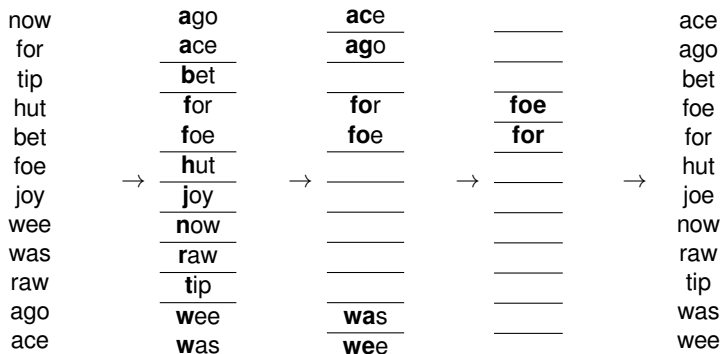 now ago ace ace
for ace ago ago
tip bet bet
hut for for foe foe
bet foe foe for for
foe → hut → → → hut
joy joy joe
wee now now
was raw raw
raw tip tip
ago wee was was
ace was wee wee